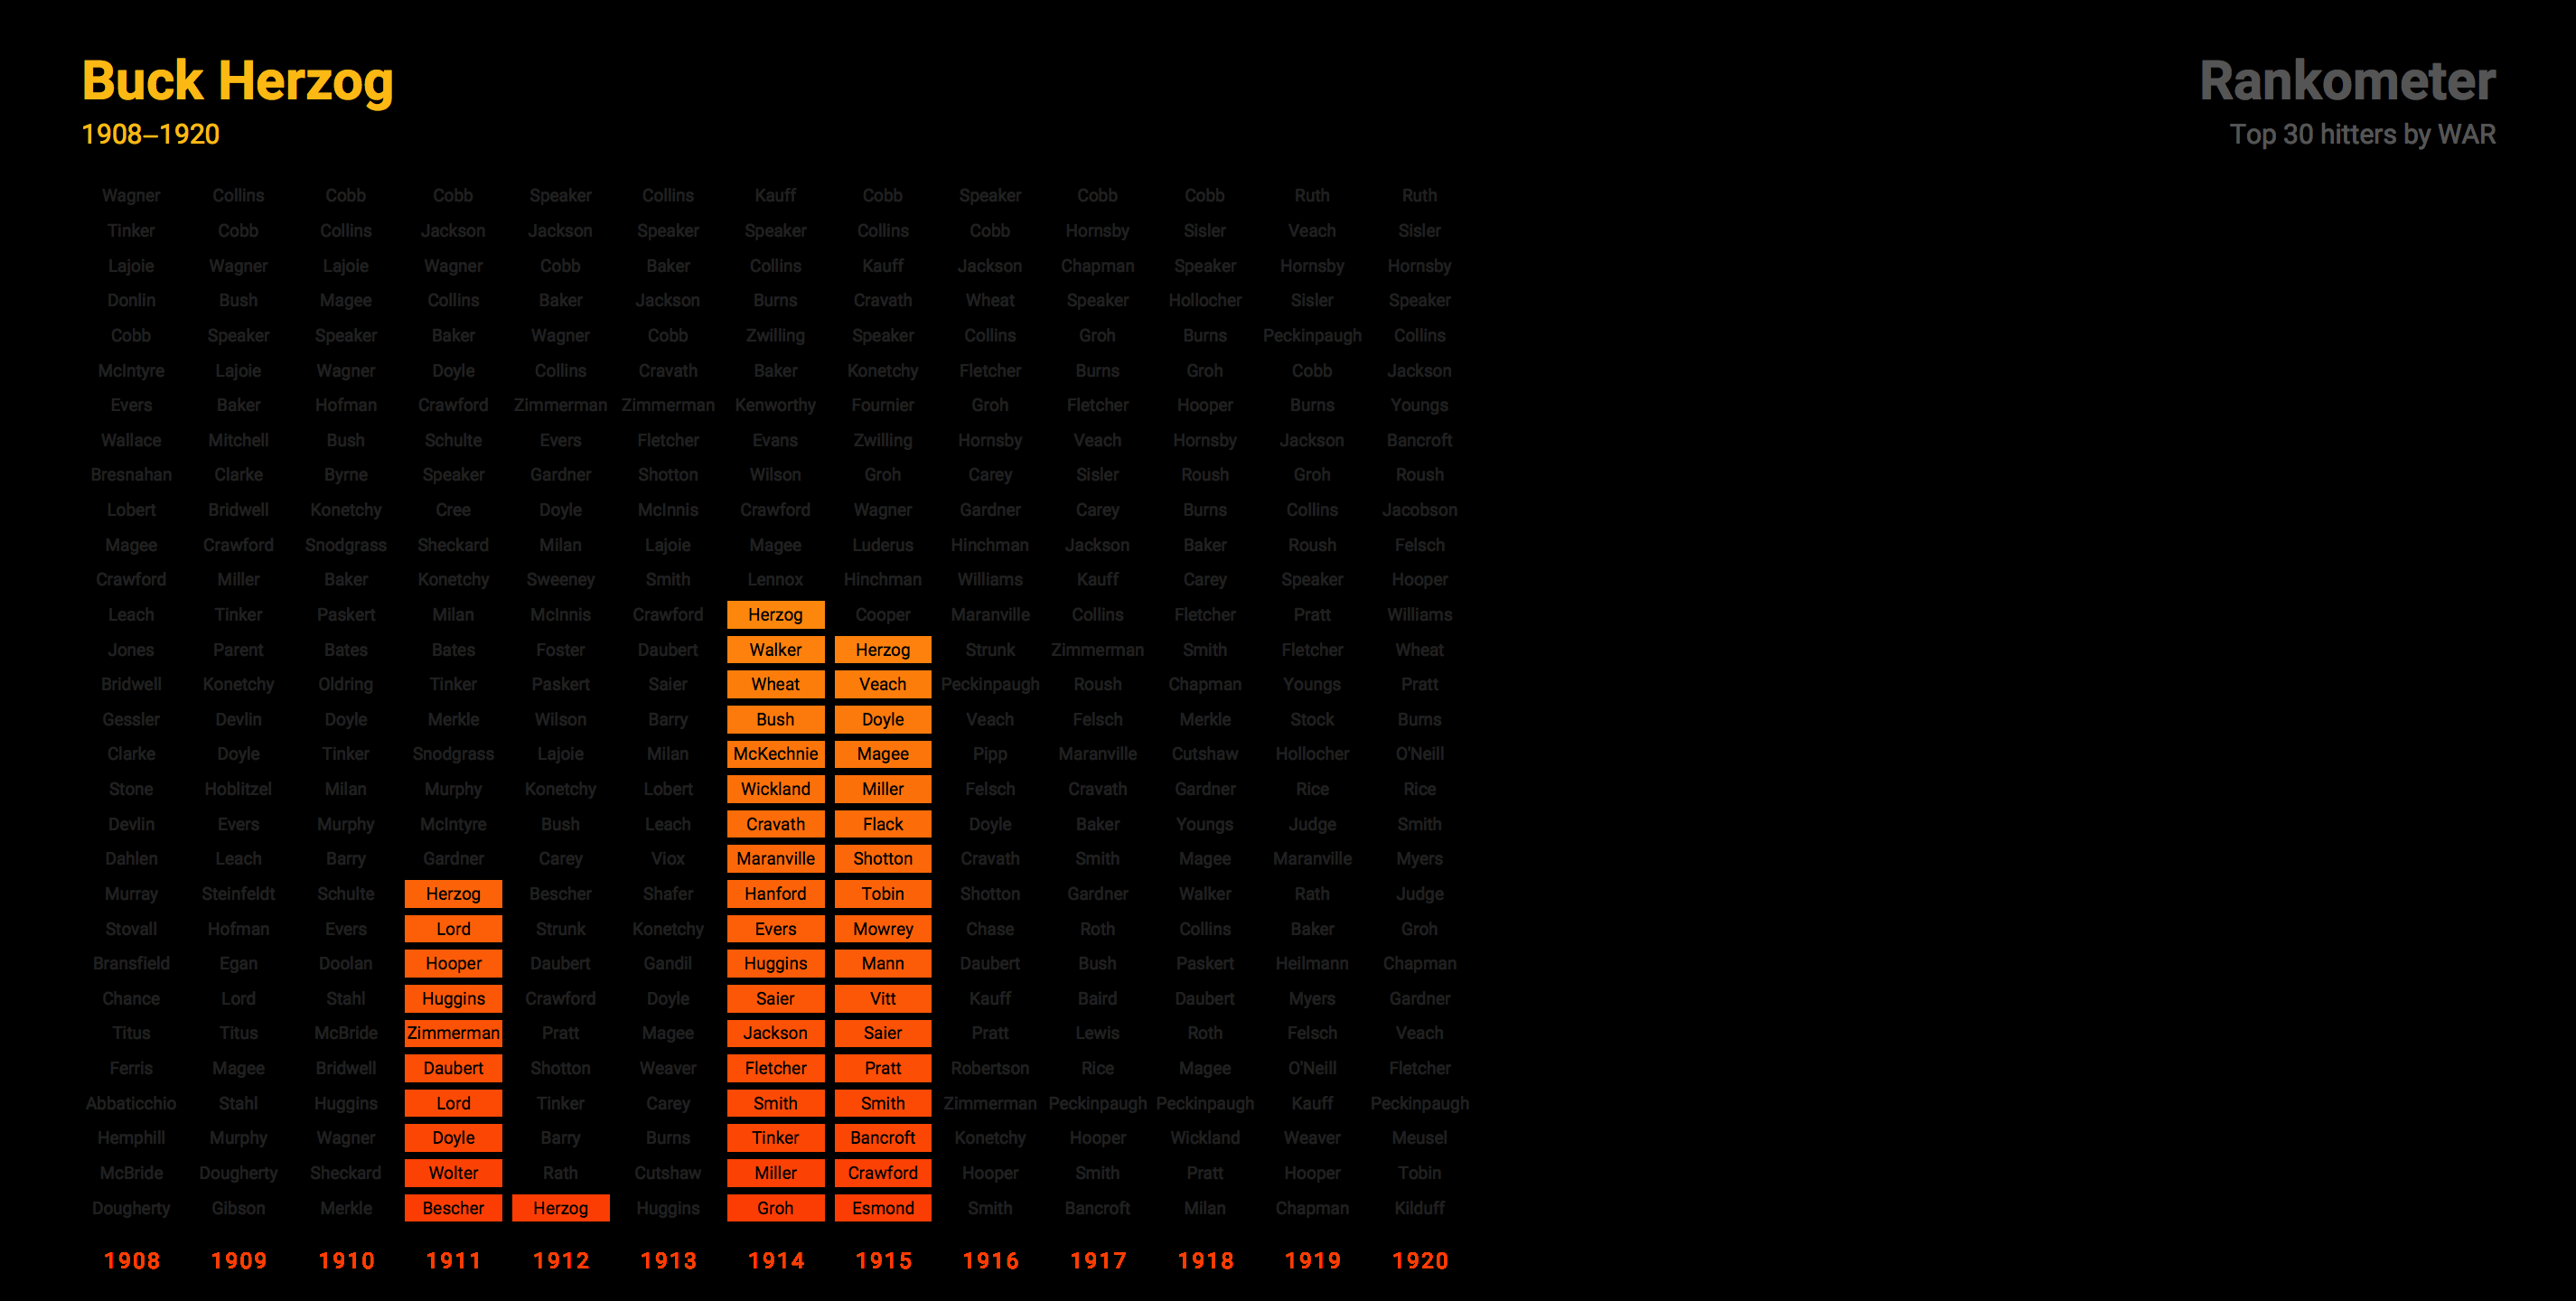 Buck Herzog
1908–1920
Rankometer
Top 30 hitters by WAR
Wagner Collins Cobb Cobb Speaker Collins Kauff Cobb Speaker Cobb Cobb Ruth Ruth
Tinker Cobb Collins Jackson Jackson Speaker Speaker Collins Cobb Hornsby Sisler Veach Sisler
Lajoie Wagner Lajoie Wagner Cobb Baker Collins Kauff Jackson Chapman Speaker Hornsby Hornsby
Donlin Bush Magee Collins Baker Jackson Burns Cravath Wheat Speaker Hollocher Sisler Speaker
Cobb Speaker Speaker Baker Wagner Cobb Zwilling Speaker Collins Groh Burns Peckinpaugh Collins
McIntyre Lajoie Wagner Doyle Collins Cravath Baker Konetchy Fletcher Burns Groh Cobb Jackson
Evers Baker Hofman Crawford Zimmerman Zimmerman Kenworthy Fournier Groh Fletcher Hooper Burns Youngs
Wallace Mitchell Bush Schulte Evers Fletcher Evans Zwilling Hornsby Veach Hornsby Jackson Bancroft
Bresnahan Clarke Byrne Speaker Gardner Shotton Wilson Groh Carey Sisler Roush Groh Roush
Lobert Bridwell Konetchy Cree Doyle McInnis Crawford Wagner Gardner Carey Burns Collins Jacobson
Magee Crawford Snodgrass Sheckard Milan Lajoie Magee Luderus Hinchman Jackson Baker Roush Felsch
Crawford Miller Baker Konetchy Sweeney Smith Lennox Hinchman Williams Kauff Carey Speaker Hooper
Leach Tinker Paskert Milan McInnis Crawford Herzog Cooper Maranville Collins Fletcher Pratt Williams
Jones Parent Bates Bates Foster Daubert Walker Herzog Strunk Zimmerman Smith Fletcher Wheat
Bridwell Konetchy Oldring Tinker Paskert Saier Wheat Veach Peckinpaugh Roush Chapman Youngs Pratt
Gessler Devlin Doyle Merkle Wilson Barry Bush Doyle Veach Felsch Merkle Stock Burns
Clarke Doyle Tinker Snodgrass Lajoie Milan McKechnie Magee Pipp Maranville Cutshaw Hollocher O'Neill
Stone Hoblitzel Milan Murphy Konetchy Lobert Wickland Miller Felsch Cravath Gardner Rice Rice
Devlin Evers Murphy McIntyre Bush Leach Cravath Flack Doyle Baker Youngs Judge Smith
Dahlen Leach Barry Gardner Carey Viox Maranville Shotton Cravath Smith Magee Maranville Myers
Murray Steinfeldt Schulte Herzog Bescher Shafer Hanford Tobin Shotton Gardner Walker Rath Judge
Stovall Hofman Evers Lord Strunk Konetchy Evers Mowrey Chase Roth Collins Baker Groh
Bransfield Egan Doolan Hooper Daubert Gandil Huggins Mann Daubert Bush Paskert Heilmann Chapman
Chance Lord Stahl Huggins Crawford Doyle Saier Vitt Kauff Baird Daubert Myers Gardner
Titus Titus McBride Zimmerman Pratt Magee Jackson Saier Pratt Lewis Roth Felsch Veach
Ferris Magee Bridwell Daubert Shotton Weaver Fletcher Pratt Robertson Rice Magee O'Neill Fletcher
Abbaticchio Stahl Huggins Lord Tinker Carey Smith Smith Zimmerman Peckinpaugh Peckinpaugh Kauff Peckinpaugh
Hemphill Murphy Wagner Doyle Barry Burns Tinker Bancroft Konetchy Hooper Wickland Weaver Meusel
McBride Dougherty Sheckard Wolter Rath Cutshaw Miller Crawford Hooper Smith Pratt Hooper Tobin
Dougherty Gibson Merkle Bescher Herzog Huggins Groh Esmond Smith Bancroft Milan Chapman Kilduff
1908 1909 1910 1911 1912 1913 1914 1915 1916 1917 1918 1919 1920